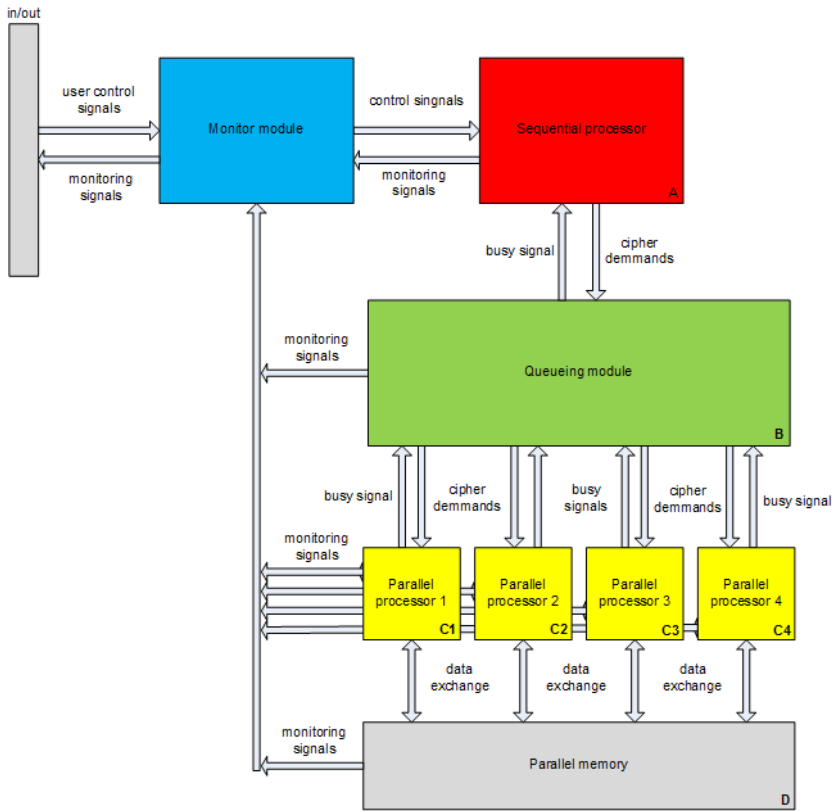 in/out
user control
signals
monitoring
signals
Monitor module
control singnals
monitoring
signals
Sequential processor
A
busy signal
cipher
demmands
monitoring
signals
Queueing module
B
busy signal
cipher
demmands
busy
signals
cipher
demmands
busy signal
monitoring
signals
Parallel
processor 1
C1
Parallel
processor 2
C2
Parallel
processor 3
C3
Parallel
processor 4
C4
data
exchange
data
exchange
data
exchange
monitoring
signals
Parallel memory
D